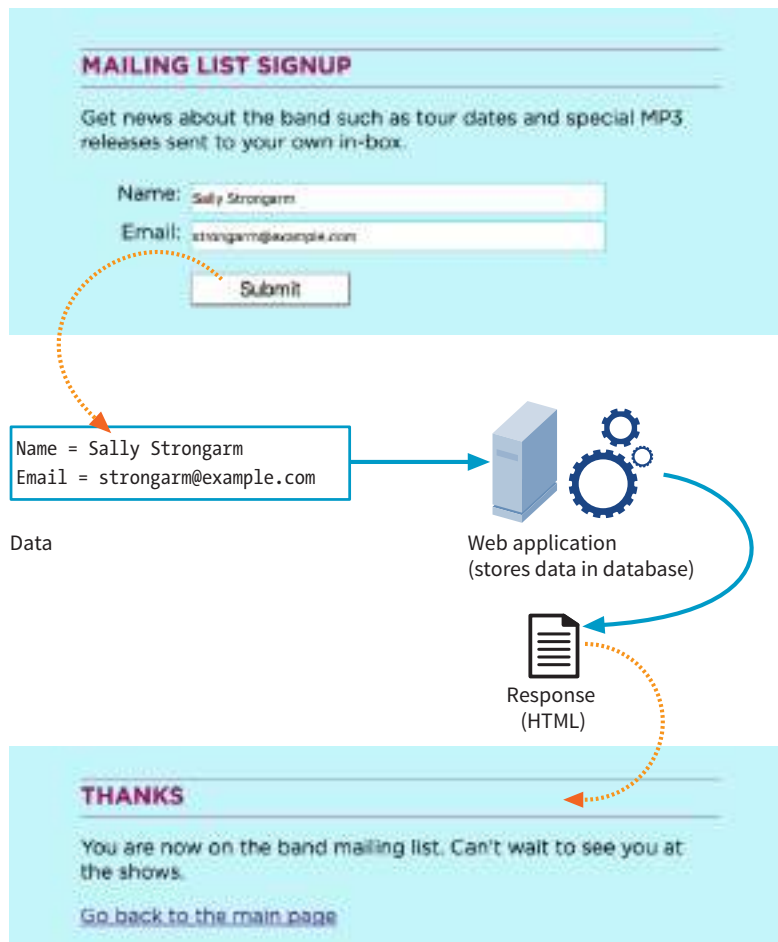 MAILING LIST SIGNUP
Get news about the band such as tour dates and special MP3
releases sent to your own in-box.
Name: Sally Strongarm
Email: strongarm@example.com
Submit
Name = Sally Strongarm
Email = strongarm@example.com
Data
Web application
(stores data in database)
Response
(HTML)
THANKS
You are now on the band mailing list. Can't wait to see you at
the shows.
Go back to the main page